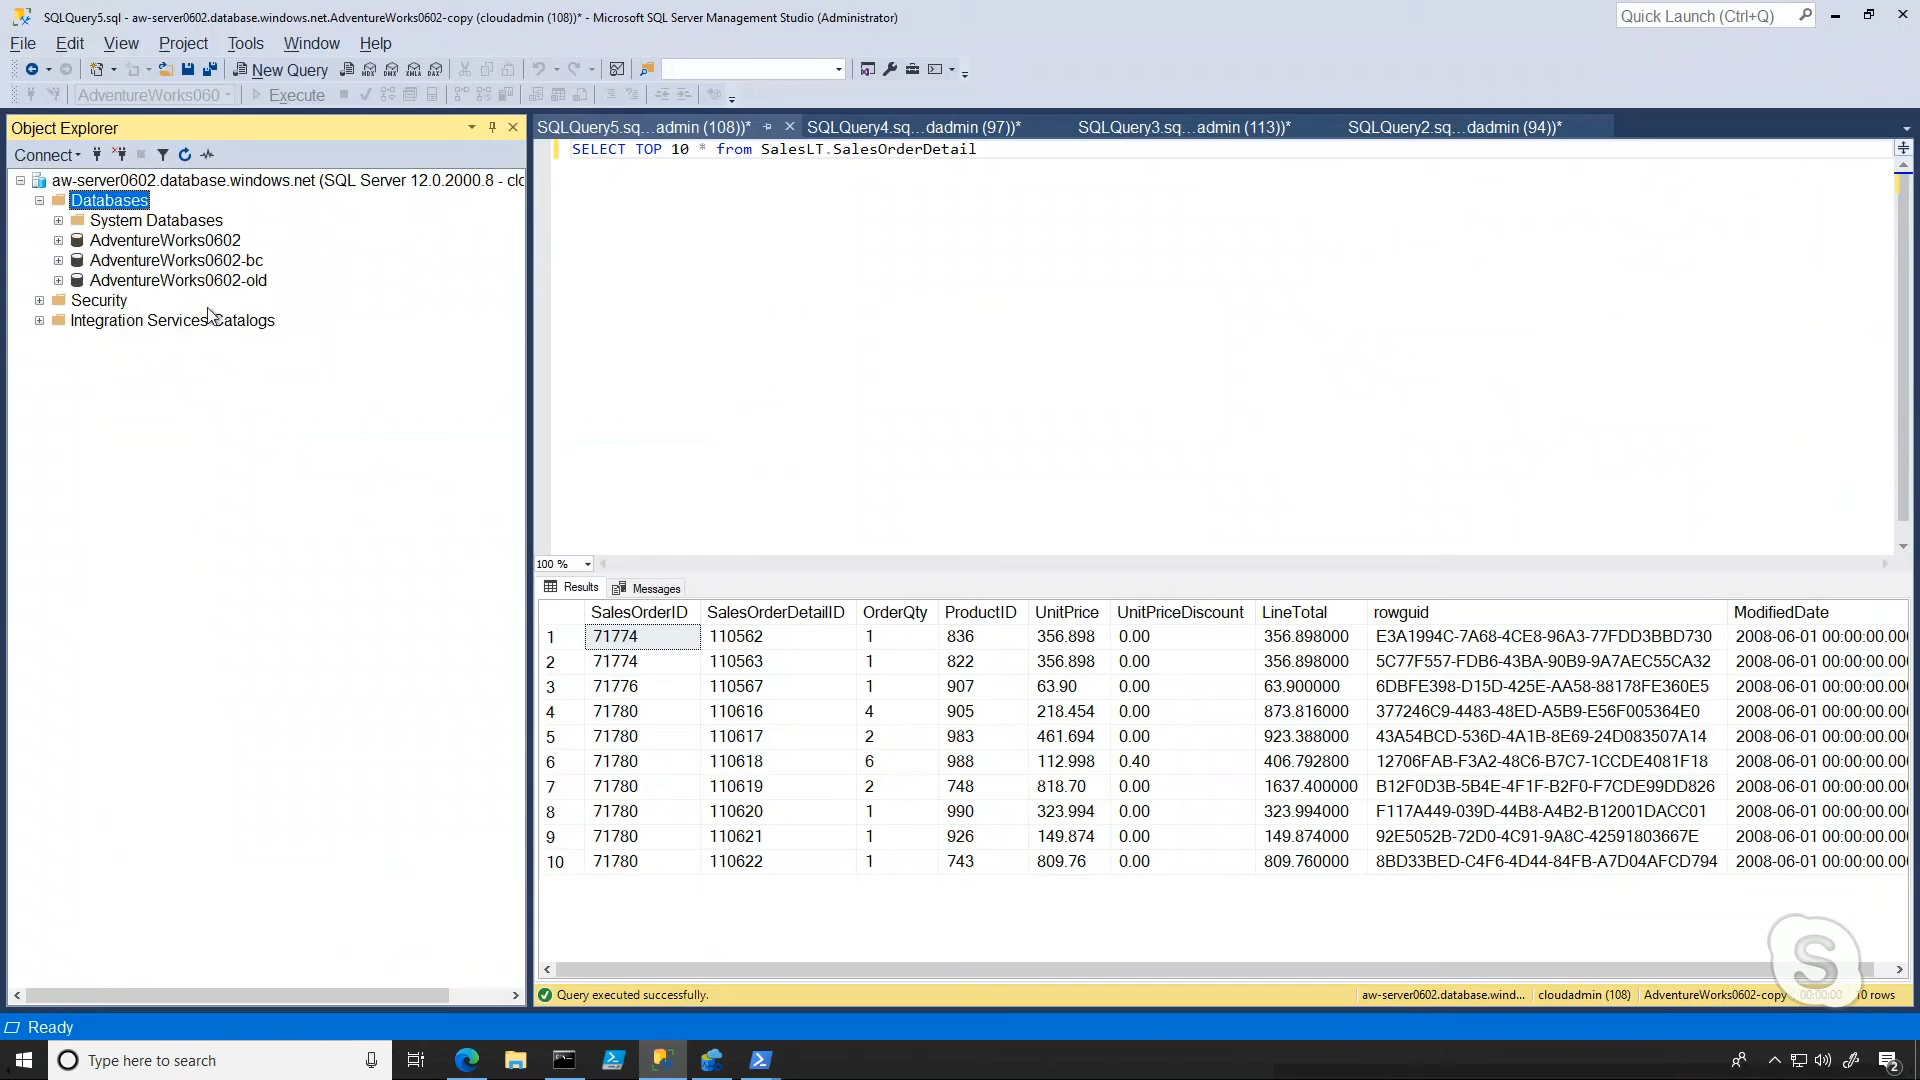 SQLQuery5.sql - aw-server0602.database.windows.net.AdventureWorks0602-copy (cloudadmin (108))* - Microsoft SQL Server Management Studio (Administrator)
Quick Launch (Ctrl+Q)
File Edit View Project Tools Window Help
New Query
AdventureWorks060 Execute
Object Explorer
SQLQuery5.sq...admin (108))* SQLQuery4.sq...dadmin (97))* SQLQuery3.sq...admin (113))* SQLQuery2.sq...dadmin (94))*
Connect
SELECT TOP 10 * from SalesLT.SalesOrderDetail
aw-server0602.database.windows.net (SQL Server 12.0.2000.8 - clo
Databases
System Databases
AdventureWorks0602
AdventureWorks0602-bc
AdventureWorks0602-old
Security
Integration Services Catalogs
100 %
Results Messages
SalesOrderID SalesOrderDetailID OrderQty ProductID UnitPrice UnitPriceDiscount LineTotal rowguid ModifiedDate
1 71774 110562 1 836 356.898 0.00 356.898000 E3A1994C-7A68-4CE8-96A3-77FDD3BBD730 2008-06-01 00:00:00.000
2 71774 110563 1 822 356.898 0.00 356.898000 5C77F557-FDB6-43BA-90B9-9A7AEC55CA32 2008-06-01 00:00:00.000
3 71776 110567 1 907 63.90 0.00 63.900000 6DBFE398-D15D-425E-AA58-88178FE360E5 2008-06-01 00:00:00.000
4 71780 110616 4 905 218.454 0.00 873.816000 377246C9-4483-48ED-A5B9-E56F005364E0 2008-06-01 00:00:00.000
5 71780 110617 2 983 461.694 0.00 923.388000 43A54BCD-536D-4A1B-8E69-24D083507A14 2008-06-01 00:00:00.000
6 71780 110618 6 988 112.998 0.40 406.792800 12706FAB-F3A2-48C6-B7C7-1CCDE4081F18 2008-06-01 00:00:00.000
7 71780 110619 2 748 818.70 0.00 1637.400000 B12F0D3B-5B4E-4F1F-B2F0-F7CDE99DD826 2008-06-01 00:00:00.000
8 71780 110620 1 990 323.994 0.00 323.994000 F117A449-039D-44B8-A4B2-B12001DACC01 2008-06-01 00:00:00.000
9 71780 110621 1 926 149.874 0.00 149.874000 92E5052B-72D0-4C91-9A8C-42591803667E 2008-06-01 00:00:00.000
10 71780 110622 1 743 809.76 0.00 809.760000 8BD33BED-C4F6-4D44-84FB-A7D04AFCD794 2008-06-01 00:00:00.000
Query executed successfully. aw-server0602.database.wind... cloudadmin (108) AdventureWorks0602-copy 00:00:00 10 rows
Ready
Type here to search
2